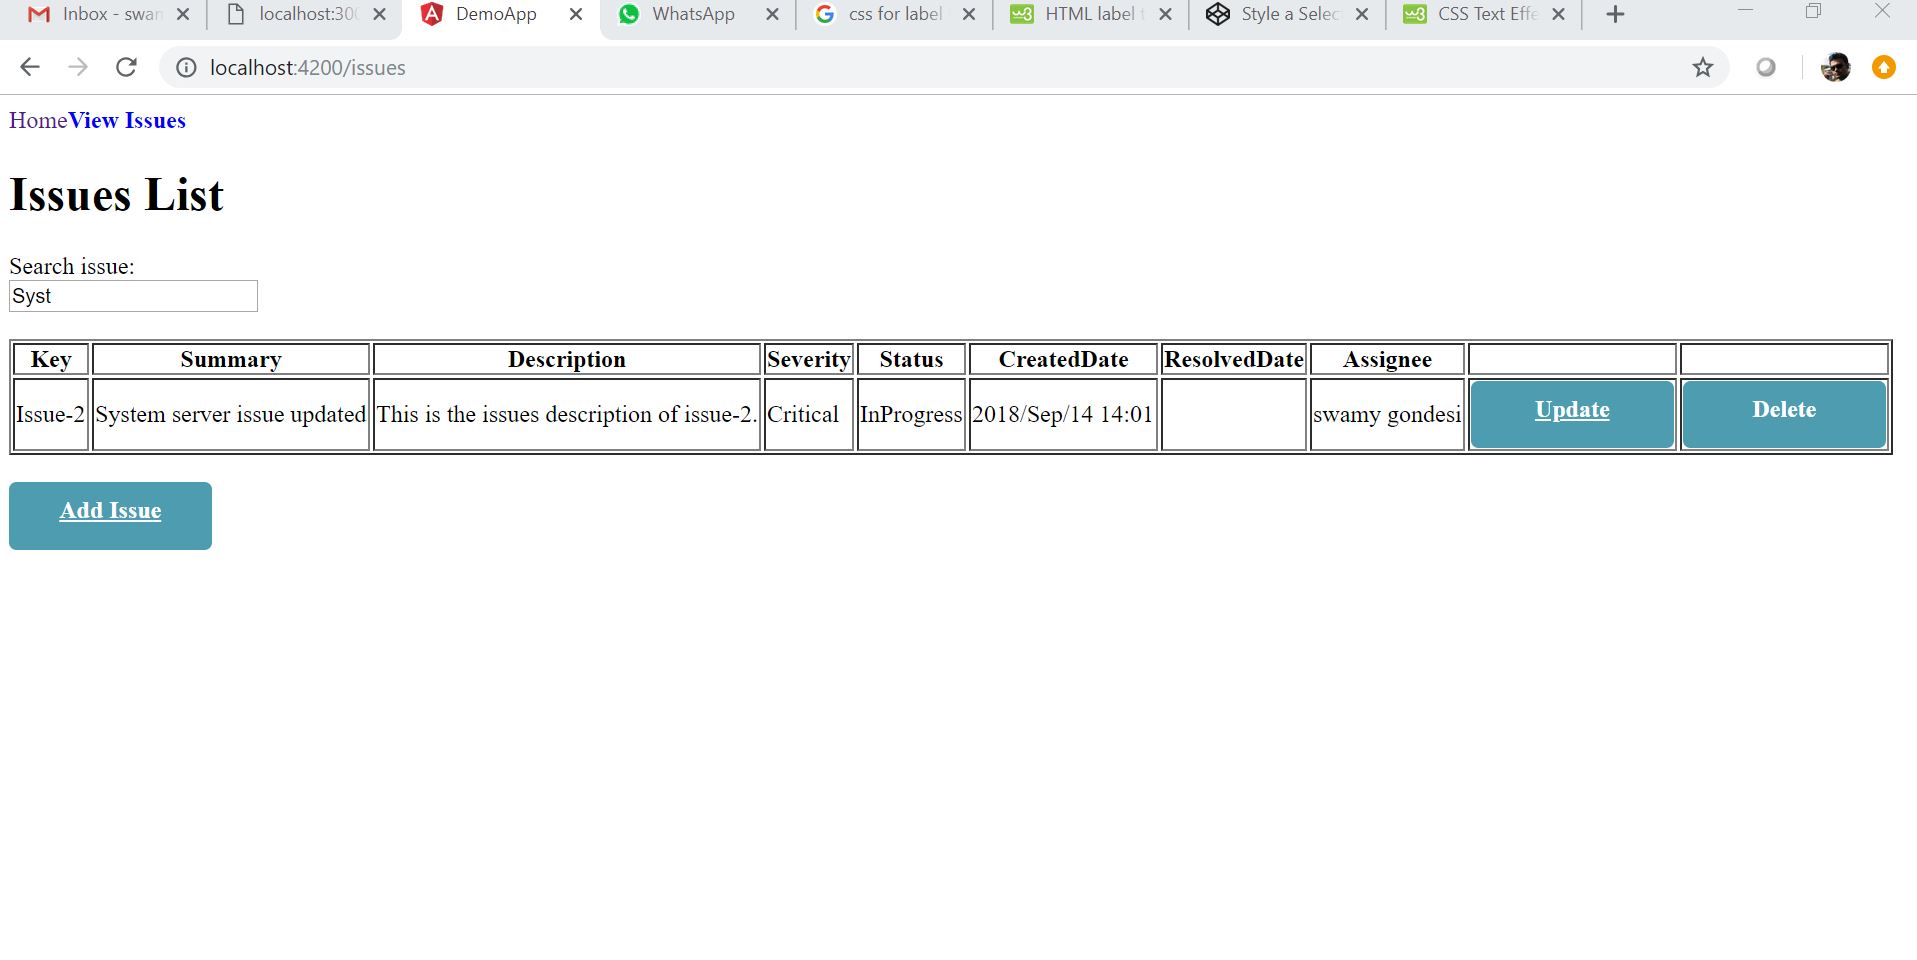 Inbox - swan localhost:300 DemoApp WhatsApp css for label HTML label t Style a Selec CSS Text Effe
localhost:4200/issues
HomeView Issues
Issues List
Search issue:
Syst
Key Summary Description Severity Status CreatedDate ResolvedDate Assignee
Issue-2 System server issue updated This is the issues description of issue-2. Critical InProgress 2018/Sep/14 14:01 swamy gondesi Update Delete
Add Issue